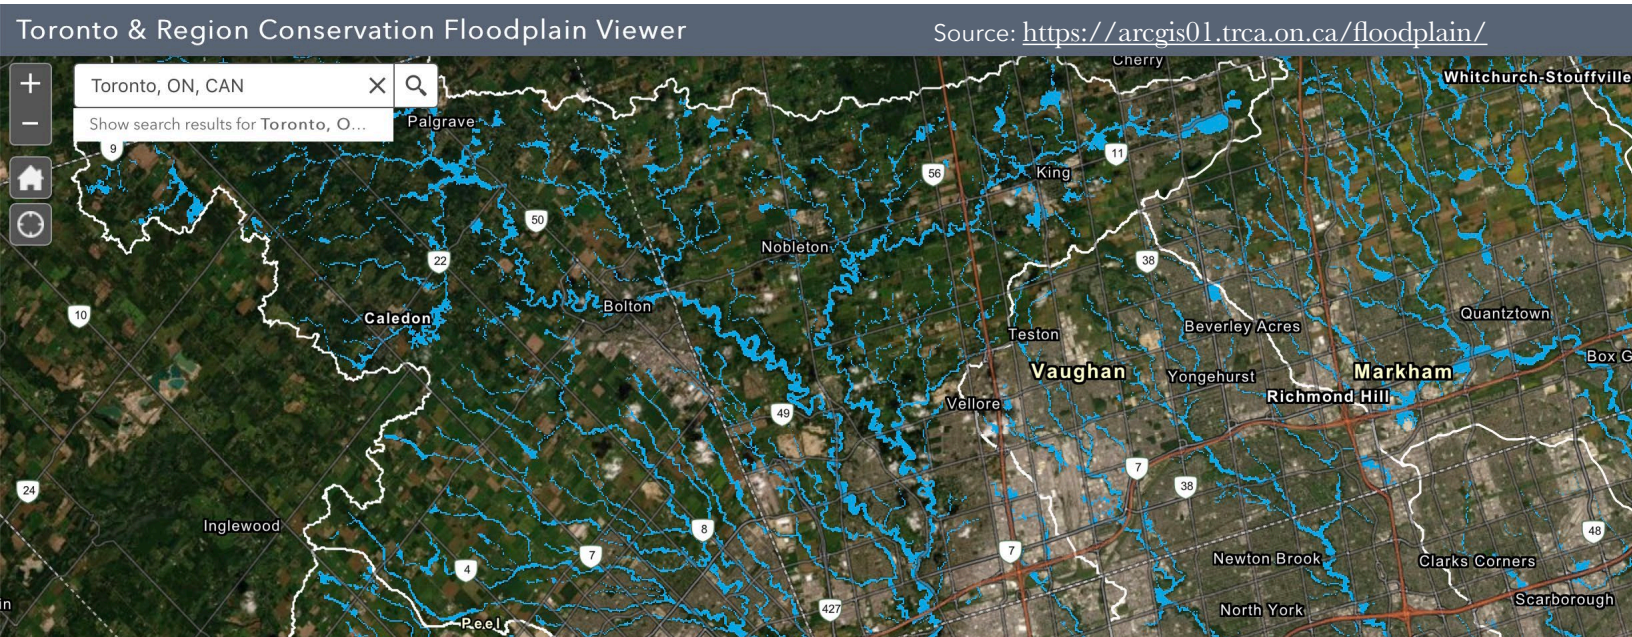 Toronto & Region Conservation Floodplain Viewer
Source: https://arcgis01.trca.on.ca/floodplain/
+
Toronto, ON, CAN
Show search results for Toronto, O...
−
Cherry
Whitchurch-Stouffville
Palgrave
9
11
56
King
50
Nobleton
22
38
10
Bolton
Caledon
Quantztown
Beverley Acres
Teston
Box G
Vaughan
Yongehurst
Markham
Richmond Hill
Vellore
49
7
38
24
Inglewood
8
48
7
7
Newton Brook
Clarks Corners
4
in
427
North York
Scarborough
Peel